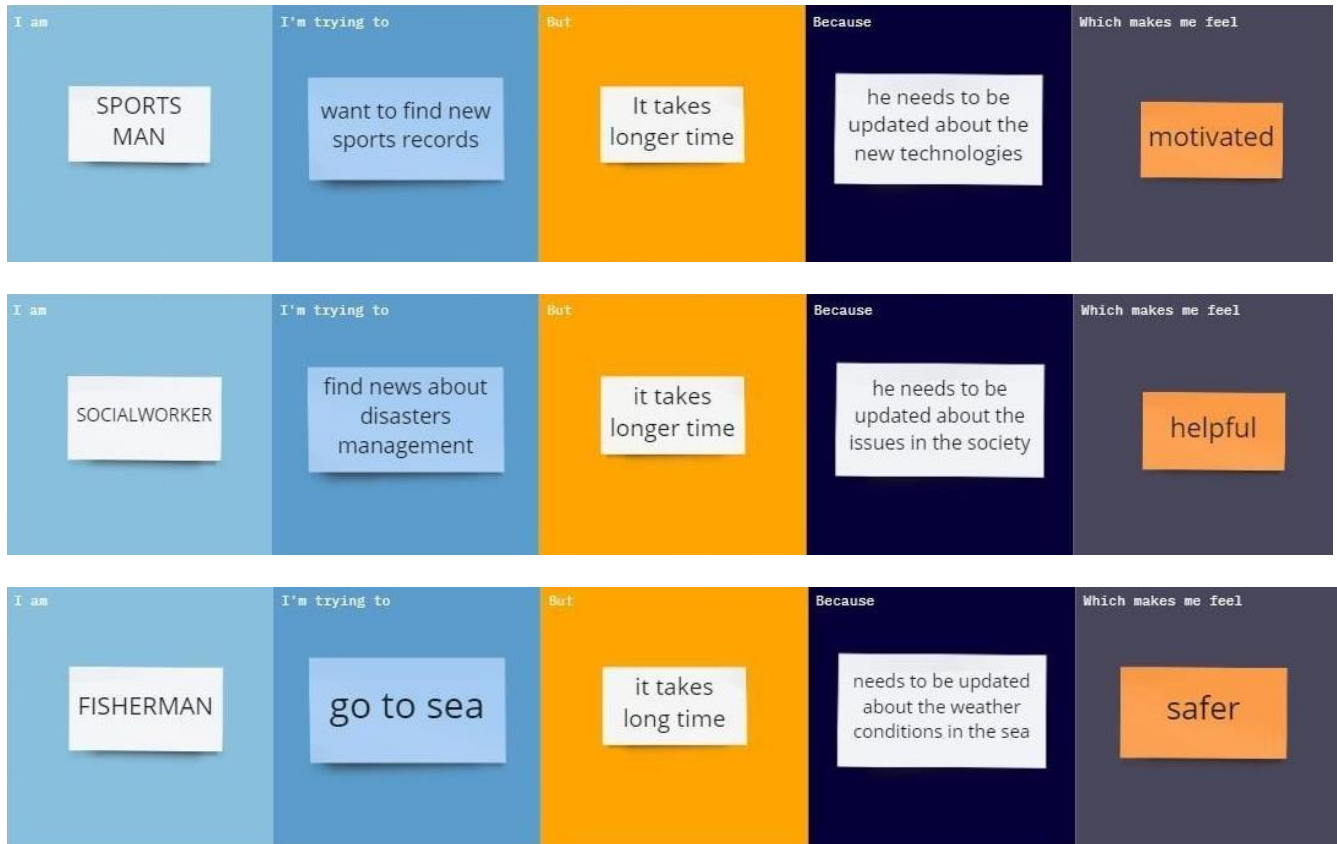 I am
I'm trying to
But
Because
Which makes me feel
SPORTS
MAN
want to find new
sports records
It takes
longer time
he needs to be
updated about the
new technologies
motivated
I am
I'm trying to
But
Because
Which makes me feel
SOCIALWORKER
find news about
disasters
management
it takes
longer time
he needs to be
updated about the
issues in the society
helpful
I am
I'm trying to
But
Because
Which makes me feel
FISHERMAN
go to sea
it takes
long time
needs to be updated
about the weather
conditions in the sea
safer